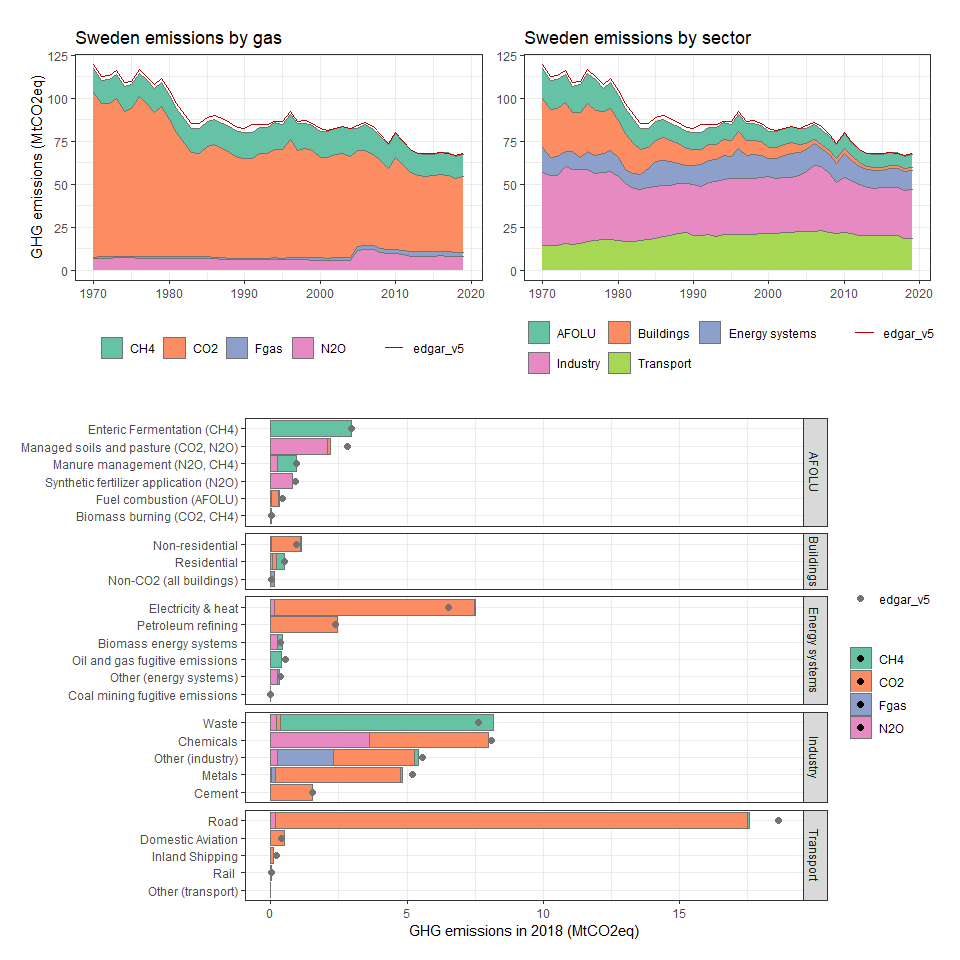 Sweden emissions by gas
GHG emissions (MtCO2eq)
125
100
75
50
25
0
1970 1980 1990 2000 2010 2020
CH4 CO2 Fgas N2O edgar_v5
Sweden emissions by sector
125
100
75
50
25
0
1970 1980 1990 2000 2010 2020
AFOLU Buildings Energy systems edgar_v5
Industry Transport
Enteric Fermentation (CH4)
Managed soils and pasture (CO2, N2O)
Manure management (N2O, CH4)
Synthetic fertilizer application (N2O)
Fuel combustion (AFOLU)
Biomass burning (CO2, CH4)
AFOLU
Non-residential
Residential
Non-CO2 (all buildings)
Buildings
Electricity & heat
Petroleum refining
Biomass energy systems
Oil and gas fugitive emissions
Other (energy systems)
Coal mining fugitive emissions
Energy systems
Waste
Chemicals
Other (industry)
Metals
Cement
Industry
Road
Domestic Aviation
Inland Shipping
Rail
Other (transport)
Transport
0 5 10 15
GHG emissions in 2018 (MtCO2eq)
edgar_v5
CH4
CO2
Fgas
N2O